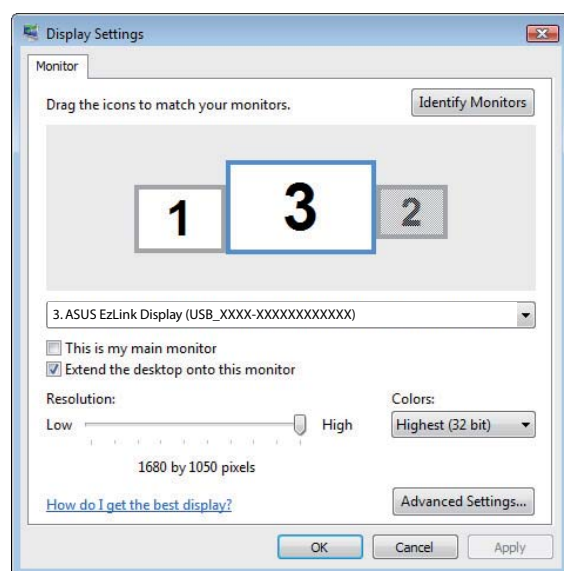 Display Settings
Monitor
Drag the icons to match your monitors.
Identify Monitors
1
3
2
3. ASUS EzLink Display (USB_XXXX-XXXXXXXXXXXX)
This is my main monitor
Extend the desktop onto this monitor
Resolution:
Colors:
Low
High
Highest (32 bit)
1680 by 1050 pixels
How do I get the best display?
Advanced Settings...
OK
Cancel
Apply